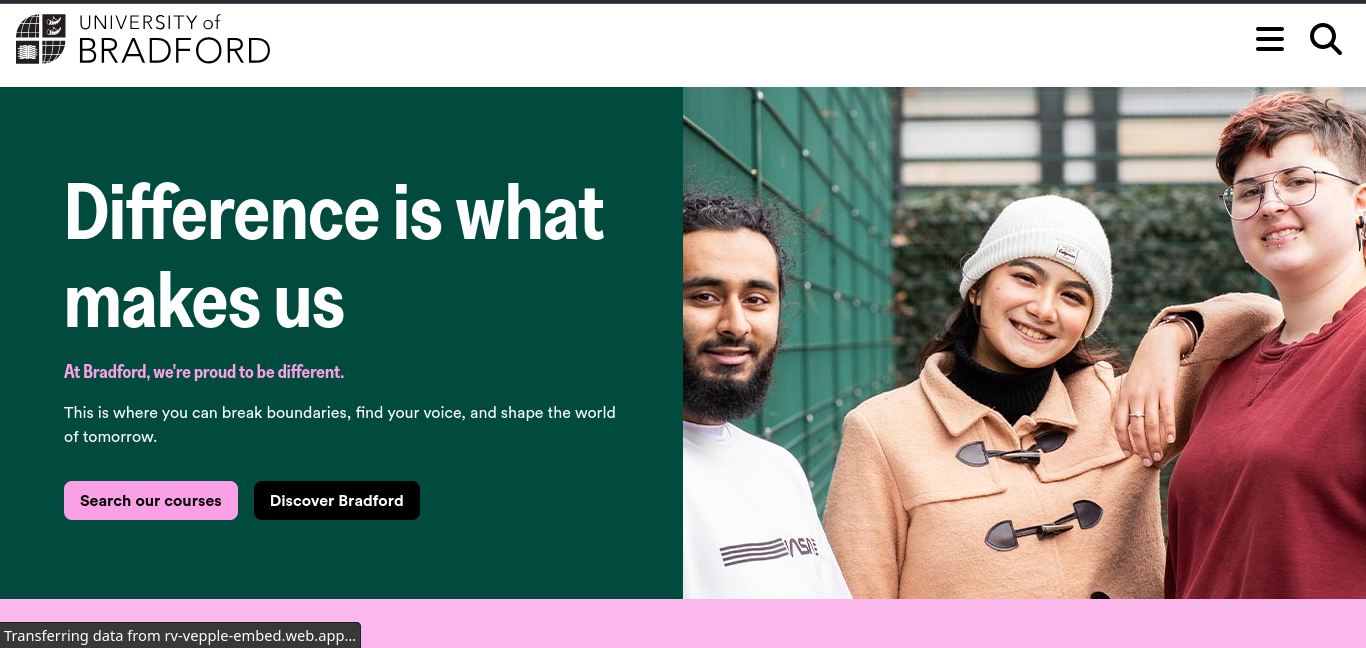 UNIVERSITY of
BRADFORD
Difference is what
makes us
At Bradford, we're proud to be different.
This is where you can break boundaries, find your voice, and shape the world
of tomorrow.
Search our courses
Discover Bradford
Transferring data from rv-vepple-embed.web.app...